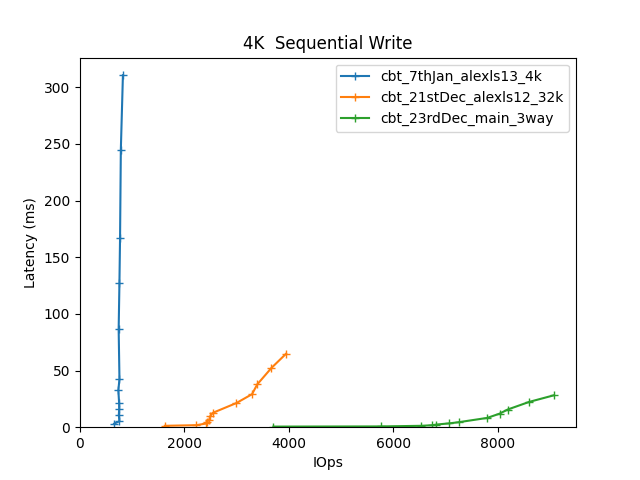 4K  Sequential Write
cbt_7thJan_alexls13_4k
cbt_21stDec_alexls12_32k
cbt_23rdDec_main_3way
Latency (ms)
300
250
200
150
100
50
0
0 2000 4000 6000 8000
IOps